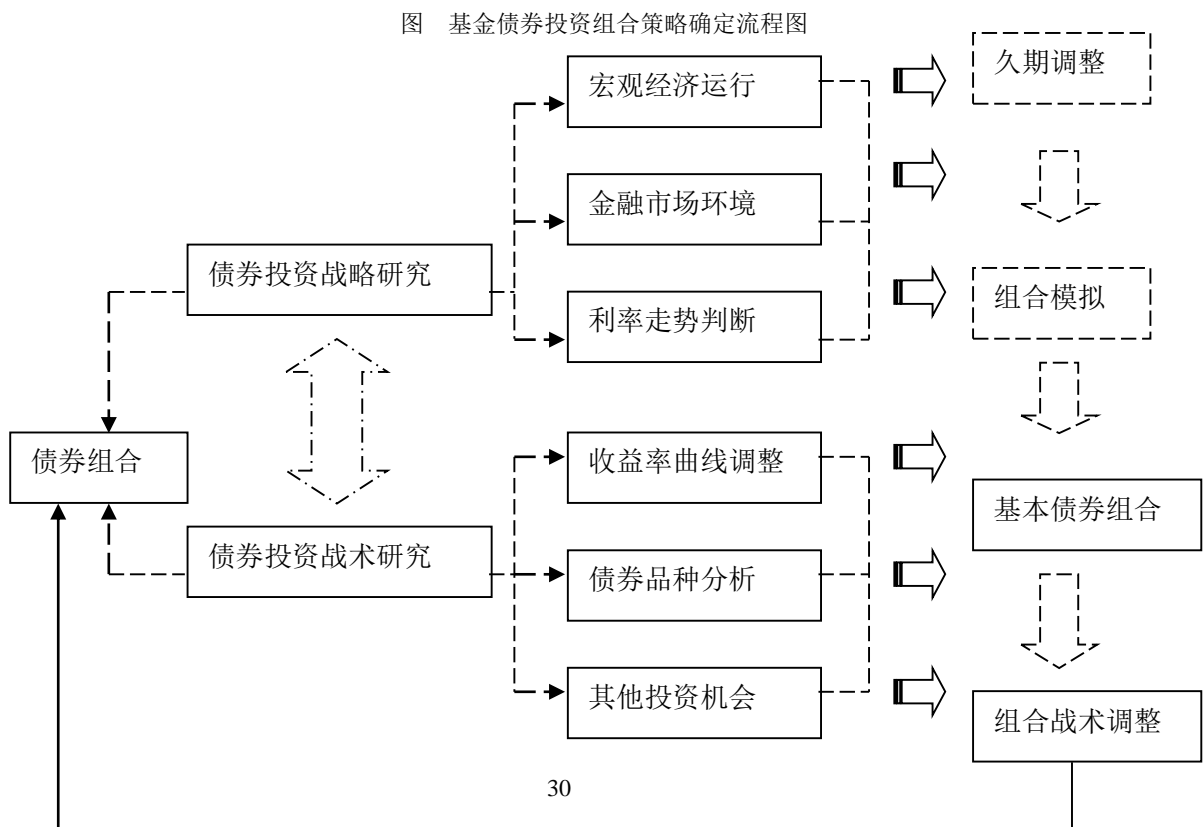 图 基金债券投资组合策略确定流程图
宏观经济运行
久期调整
金融市场环境
债券投资战略研究
利率走势判断
组合模拟
债券组合
收益率曲线调整
基本债券组合
债券投资战术研究
债券品种分析
其他投资机会
组合战术调整
30